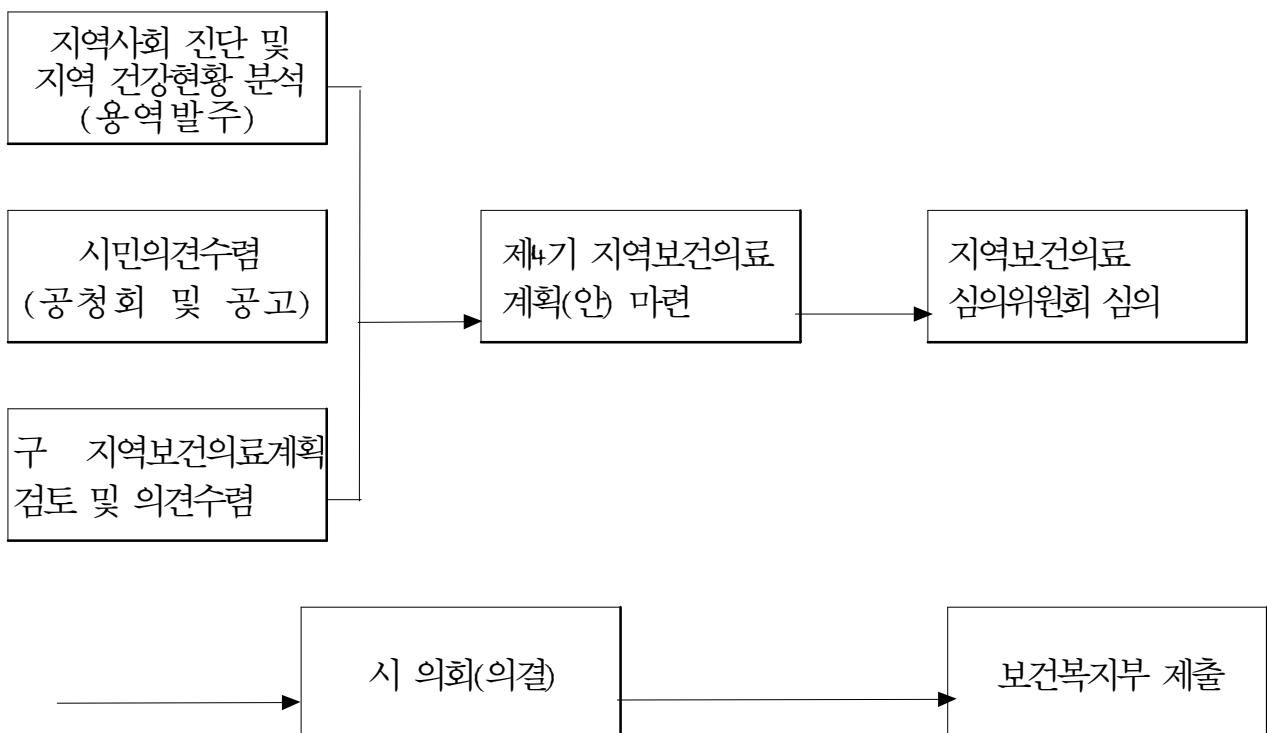 지역사회 진단 및
지역 건강현황 분석
(용역발주)
시민의견수렴
(공청회 및 공고)
구 지역보건의료계획
검토 및 의견수렴
제4기 지역보건의료
계획(안) 마련
지역보건의료
심의위원회 심의
시 의회(의결)
보건복지부 제출